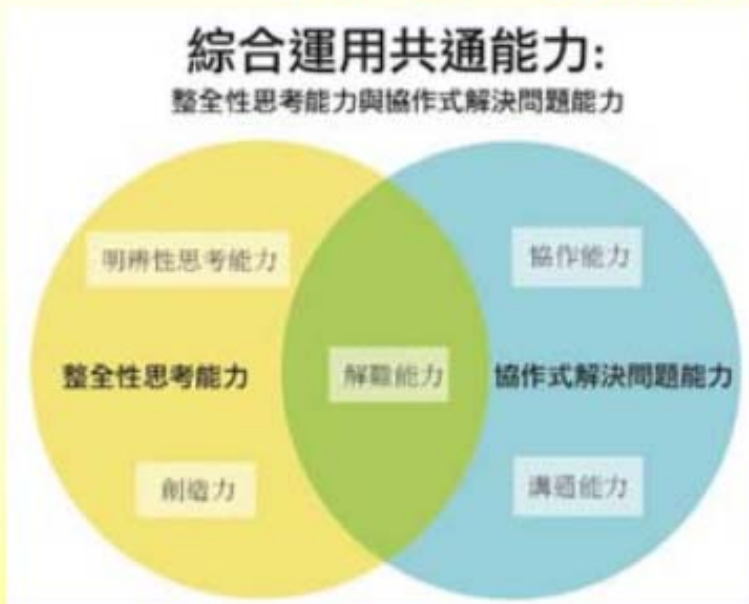 綜合運用共通能力:
整全性思考能力與協作式解決問題能力
明辨性思考能力
協作能力
整全性思考能力
解難能力
協作式解決問題能力
創造力
溝通能力